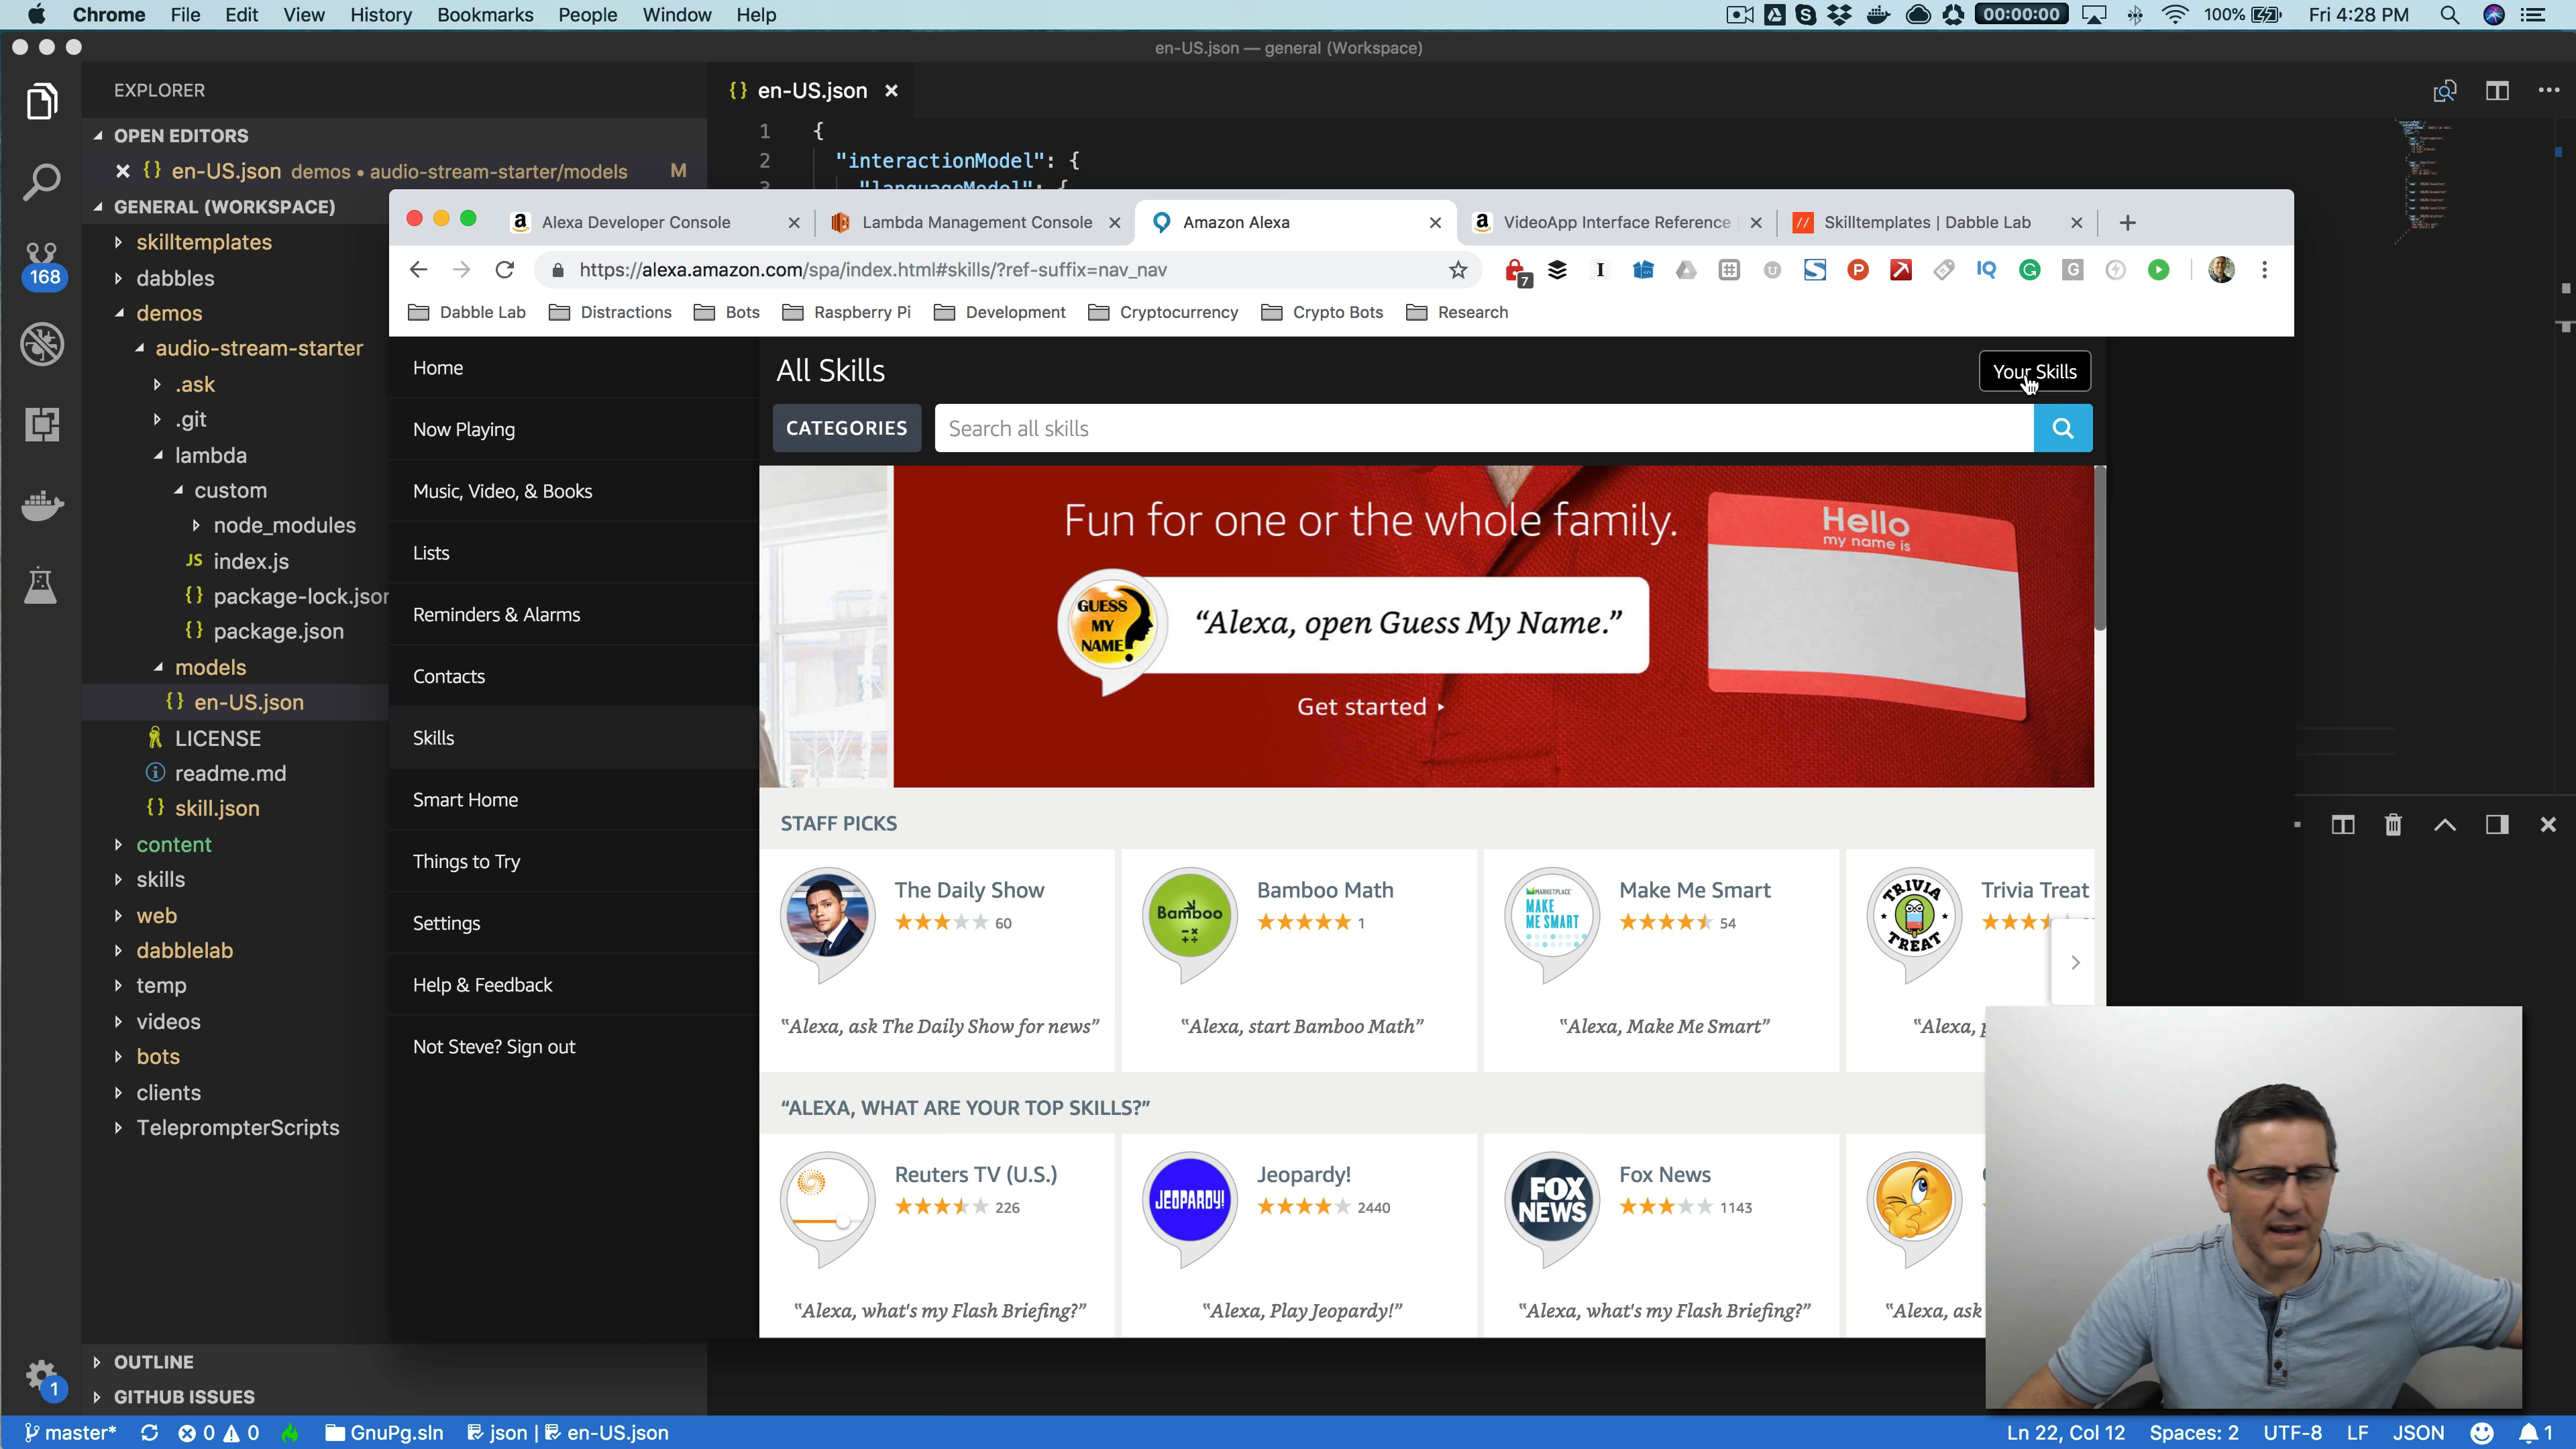 Chrome File Edit View History Bookmarks People Window Help
00:00:00 100% Fri 4:28 PM
en-US.json — general (Workspace)
EXPLORER
{} en-US.json ×
OPEN EDITORS
× {} en-US.json demos • audio-stream-starter/models M
GENERAL (WORKSPACE)
skilltemplates
dabbles
demos
audio-stream-starter
.ask
.git
lambda
custom
node_modules
JS index.js
{} package-lock.json
{} package.json
models
{} en-US.json
LICENSE
readme.md
{} skill.json
content
skills
web
dabblelab
temp
videos
bots
clients
TeleprompterScripts
OUTLINE
GITHUB ISSUES
168
1
1 {
2 "interactionModel": {
3 "languageModel": {
Alexa Developer Console × Lambda Management Console × Amazon Alexa × VideoApp Interface Reference × Skilltemplates | Dabble Lab × +
https://alexa.amazon.com/spa/index.html#skills/?ref-suffix=nav_nav
7
Dabble Lab Distractions Bots Raspberry Pi Development Cryptocurrency Crypto Bots Research
Home
Now Playing
Music, Video, & Books
Lists
Reminders & Alarms
Contacts
Skills
Smart Home
Things to Try
Settings
Help & Feedback
Not Steve? Sign out
All Skills
Your Skills
CATEGORIES
Search all skills
Fun for one or the whole family.
GUESS MY NAME?
“Alexa, open Guess My Name.”
Get started
Hello
my name is
STAFF PICKS
The Daily Show
60
“Alexa, ask The Daily Show for news”
Bamboo
Bamboo Math
1
“Alexa, start Bamboo Math”
MARKETPLACE
MAKE ME SMART
Make Me Smart
54
“Alexa, Make Me Smart”
TRIVIA TREAT
Trivia Treat
“Alexa,
“ALEXA, WHAT ARE YOUR TOP SKILLS?”
Reuters TV (U.S.)
226
“Alexa, what's my Flash Briefing?”
JEOPARDY!
Jeopardy!
2440
“Alexa, Play Jeopardy!”
FOX NEWS
Fox News
1143
“Alexa, what's my Flash Briefing?”
“Alexa, ask
master* 0 0 GnuPg.sln json | en-US.json
Ln 22, Col 12 Spaces: 2 UTF-8 LF JSON 1